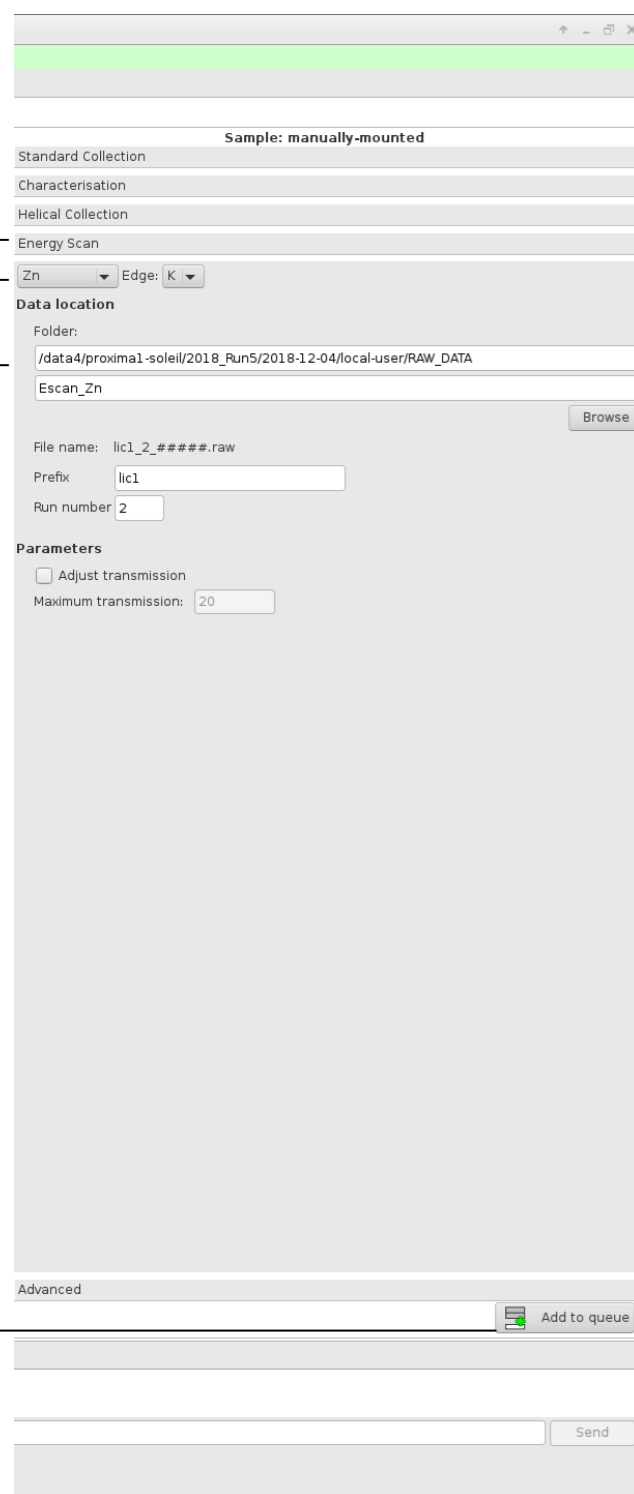 Sample: manually-mounted
Standard Collection
Characterisation
Helical Collection
Energy Scan
Zn Edge: K
Data location
Folder:
/data4/proxima1-soleil/2018_Run5/2018-12-04/local-user/RAW_DATA
Escan_Zn
Browse
File name: lic1_2_#####.raw
Prefix lic1
Run number 2
Parameters
Adjust transmission
Maximum transmission: 20
Advanced
Add to queue
Send